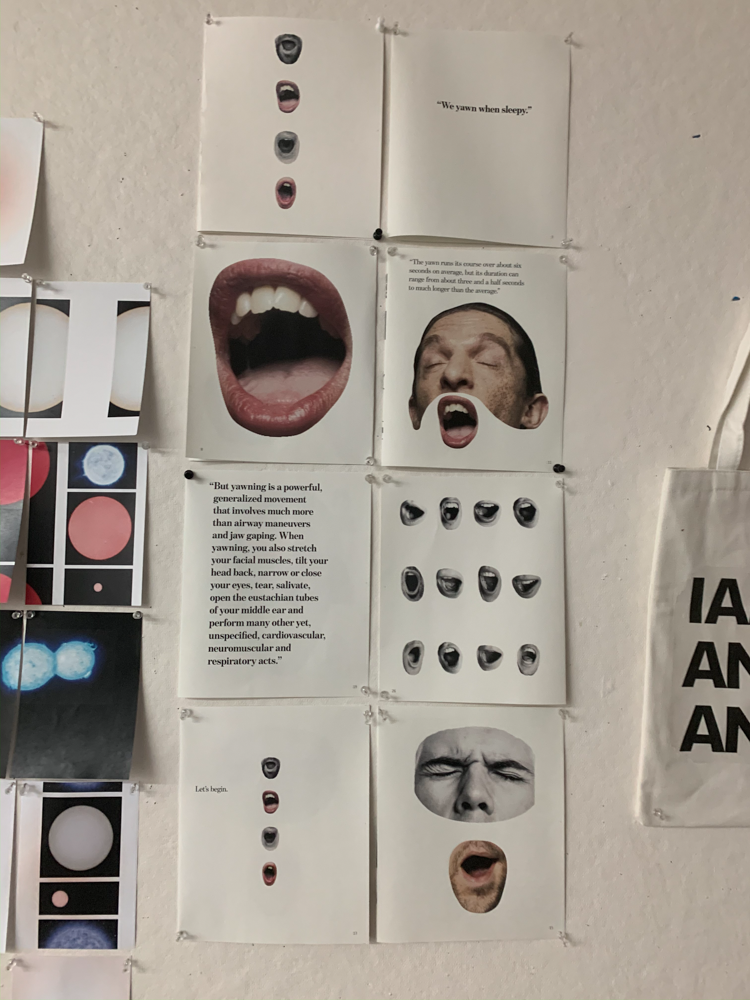 “We yawn when sleepy.”
“The yawn runs its course over about six
seconds on average, but its duration can
range from about three and a half seconds
to much longer than the average.”
“But yawning is a powerful,
generalized movement
that involves much more
than airway maneuvers
and jaw gaping. When
yawning, you also stretch
your facial muscles, tilt your
head back, narrow or close
your eyes, tear, salivate,
open the eustachian tubes
of your middle ear and
perform many other yet,
unspecified, cardiovascular,
neuromuscular and
respiratory acts.”
Let’s begin.
IA
AN
AN